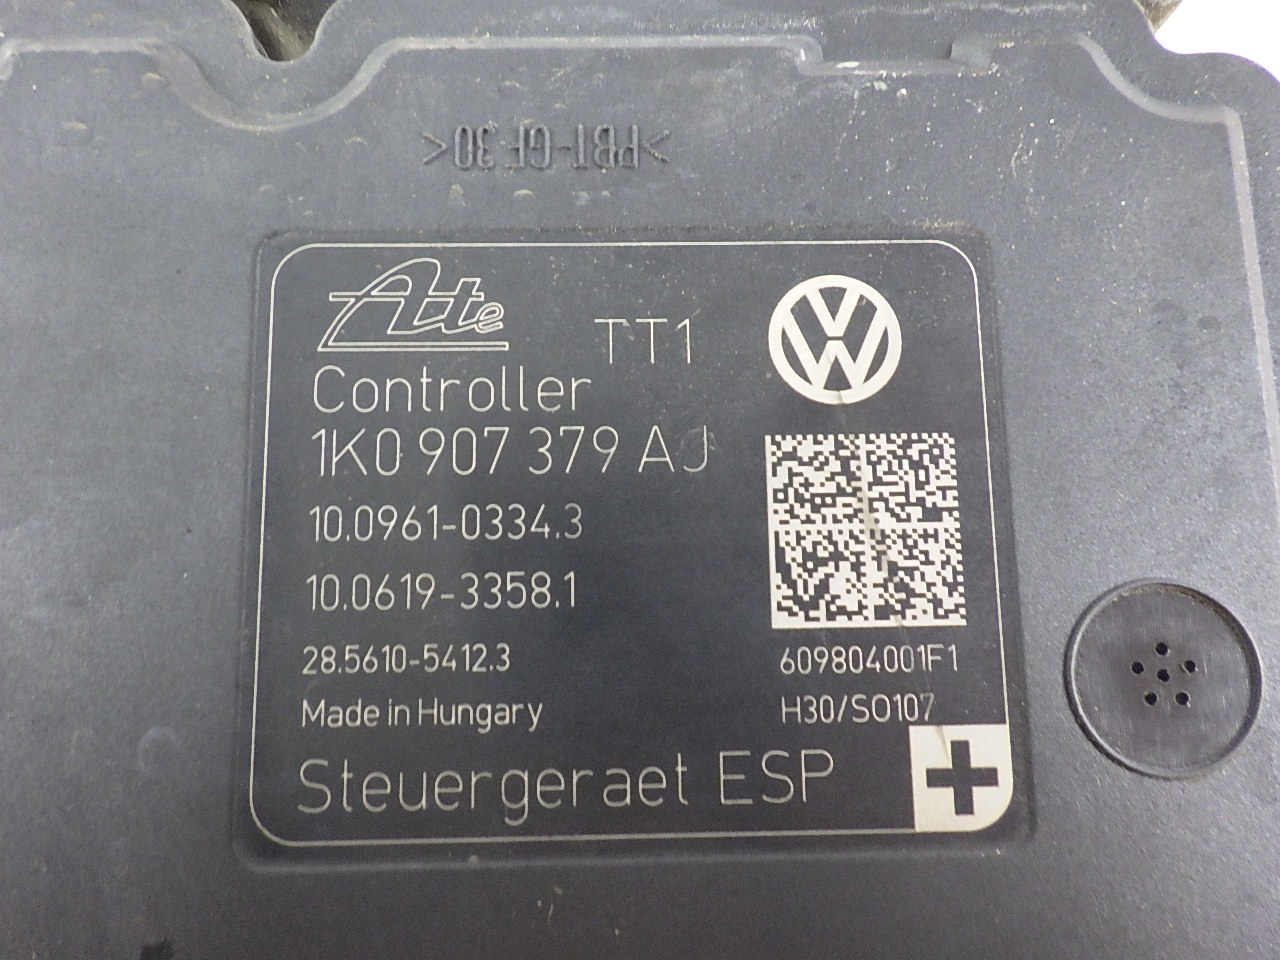 >PBT-GF30<
Ate
TT1
VW
Controller
1K0 907 379 AJ
10.0961-0334.3
10.0619-3358.1
28.5610-5412.3
609804001F1
Made in Hungary
H30/SO107
Steuergeraet ESP